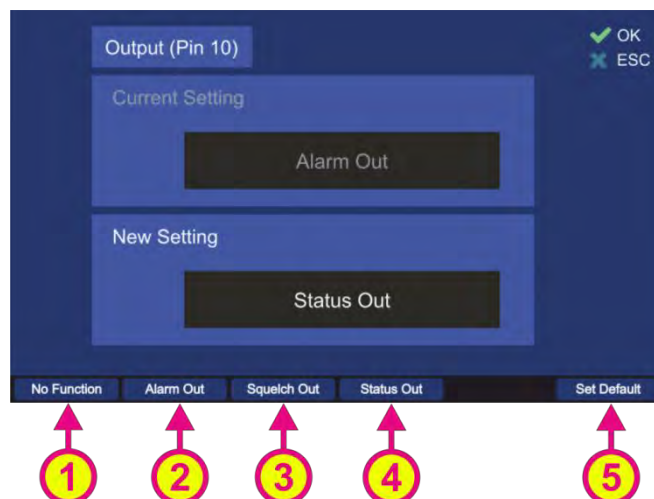 Output (Pin 10)
OK
ESC
Current Setting
Alarm Out
New Setting
Status Out
No Function Alarm Out Squelch Out Status Out Set Default
1 2 3 4 5